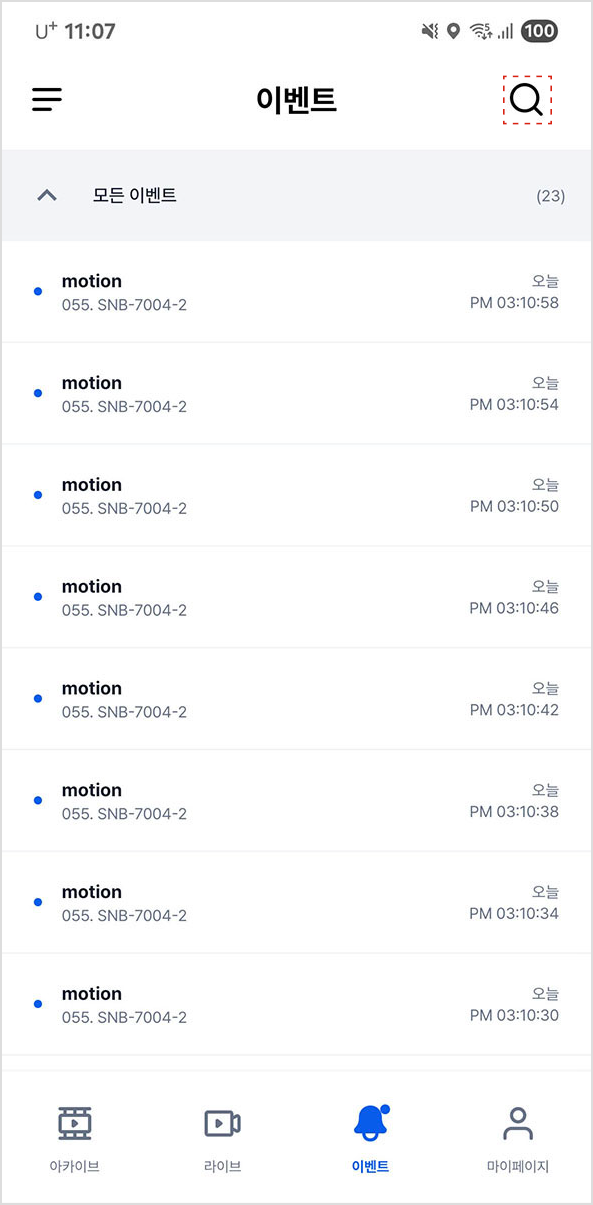 U+ 11:07 100
이벤트
모든 이벤트 (23)
motion 오늘
055. SNB-7004-2 PM 03:10:58
motion 오늘
055. SNB-7004-2 PM 03:10:54
motion 오늘
055. SNB-7004-2 PM 03:10:50
motion 오늘
055. SNB-7004-2 PM 03:10:46
motion 오늘
055. SNB-7004-2 PM 03:10:42
motion 오늘
055. SNB-7004-2 PM 03:10:38
motion 오늘
055. SNB-7004-2 PM 03:10:34
motion 오늘
055. SNB-7004-2 PM 03:10:30
아카이브 라이브 이벤트 마이페이지